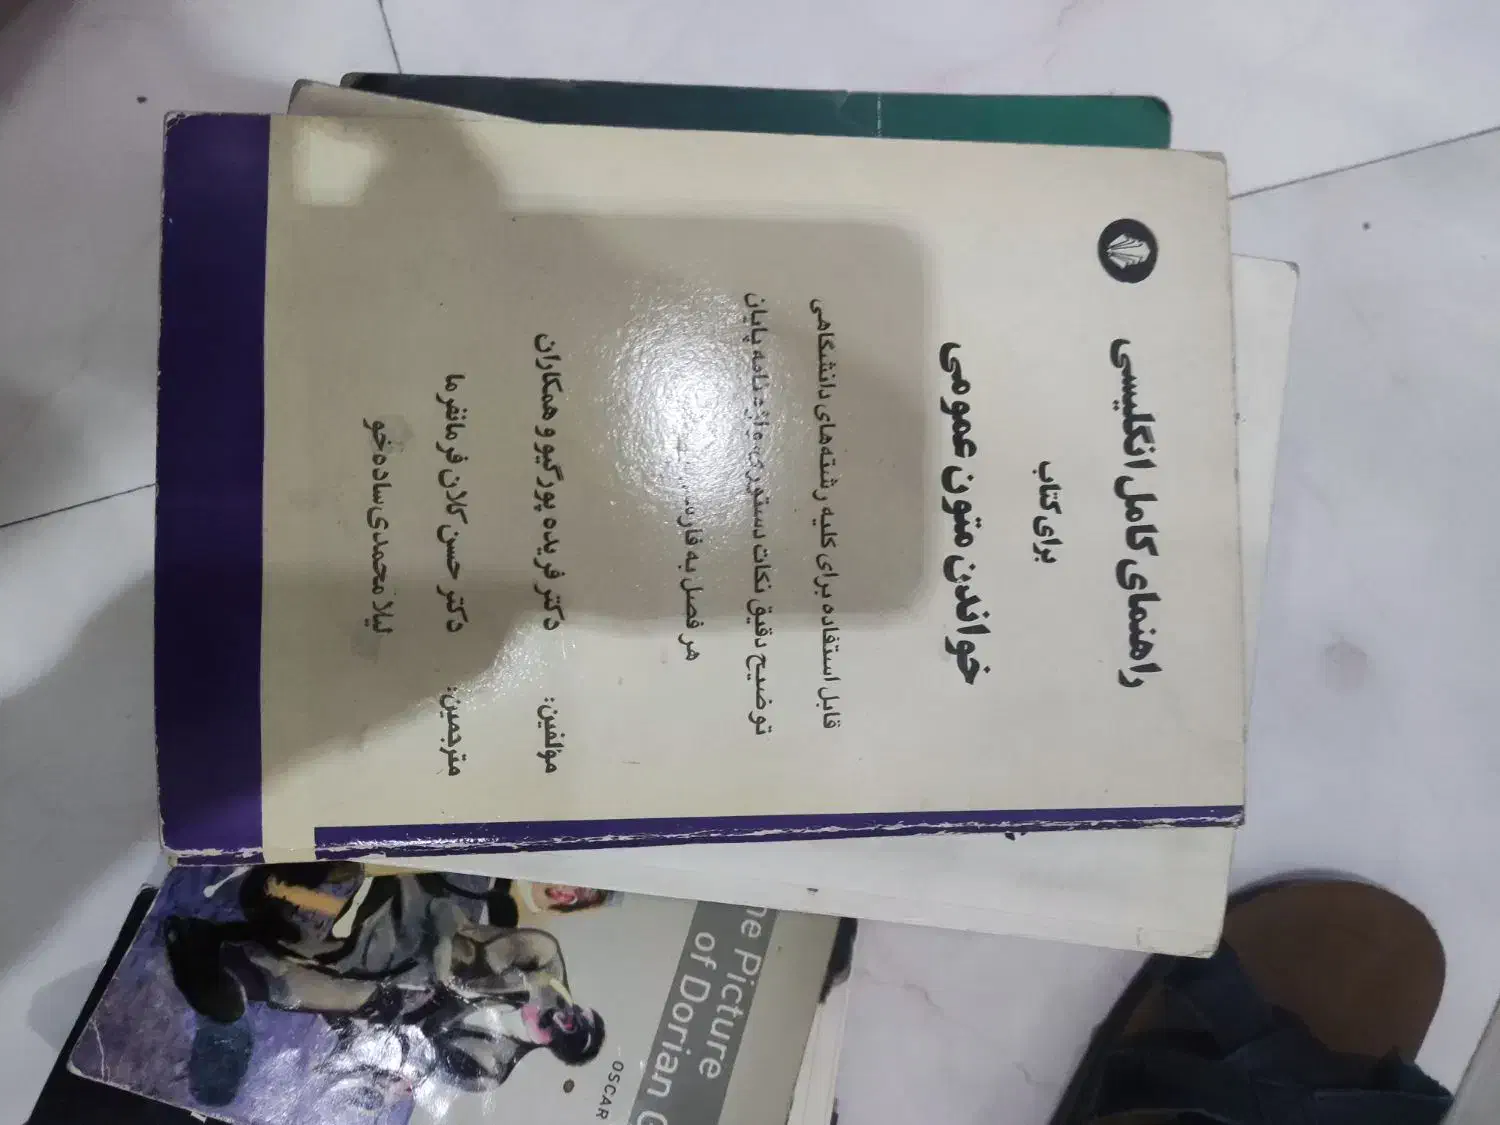 راهنمای کامل انگلیسی
برای کتاب
خواندن متون عمومی
قابل استفاده برای کلیه رشته‌های دانشگاهی
توضیح دقیق نکات دستوری، واژه نامه پایان
هر فصل به فارسی
مؤلفین: دکتر فریده پورگیو و همکاران
مترجمین: دکتر حسن کلان فرمانفرما
لیلا محمدی ساده خو
The Picture
of Dorian G
OSCAR